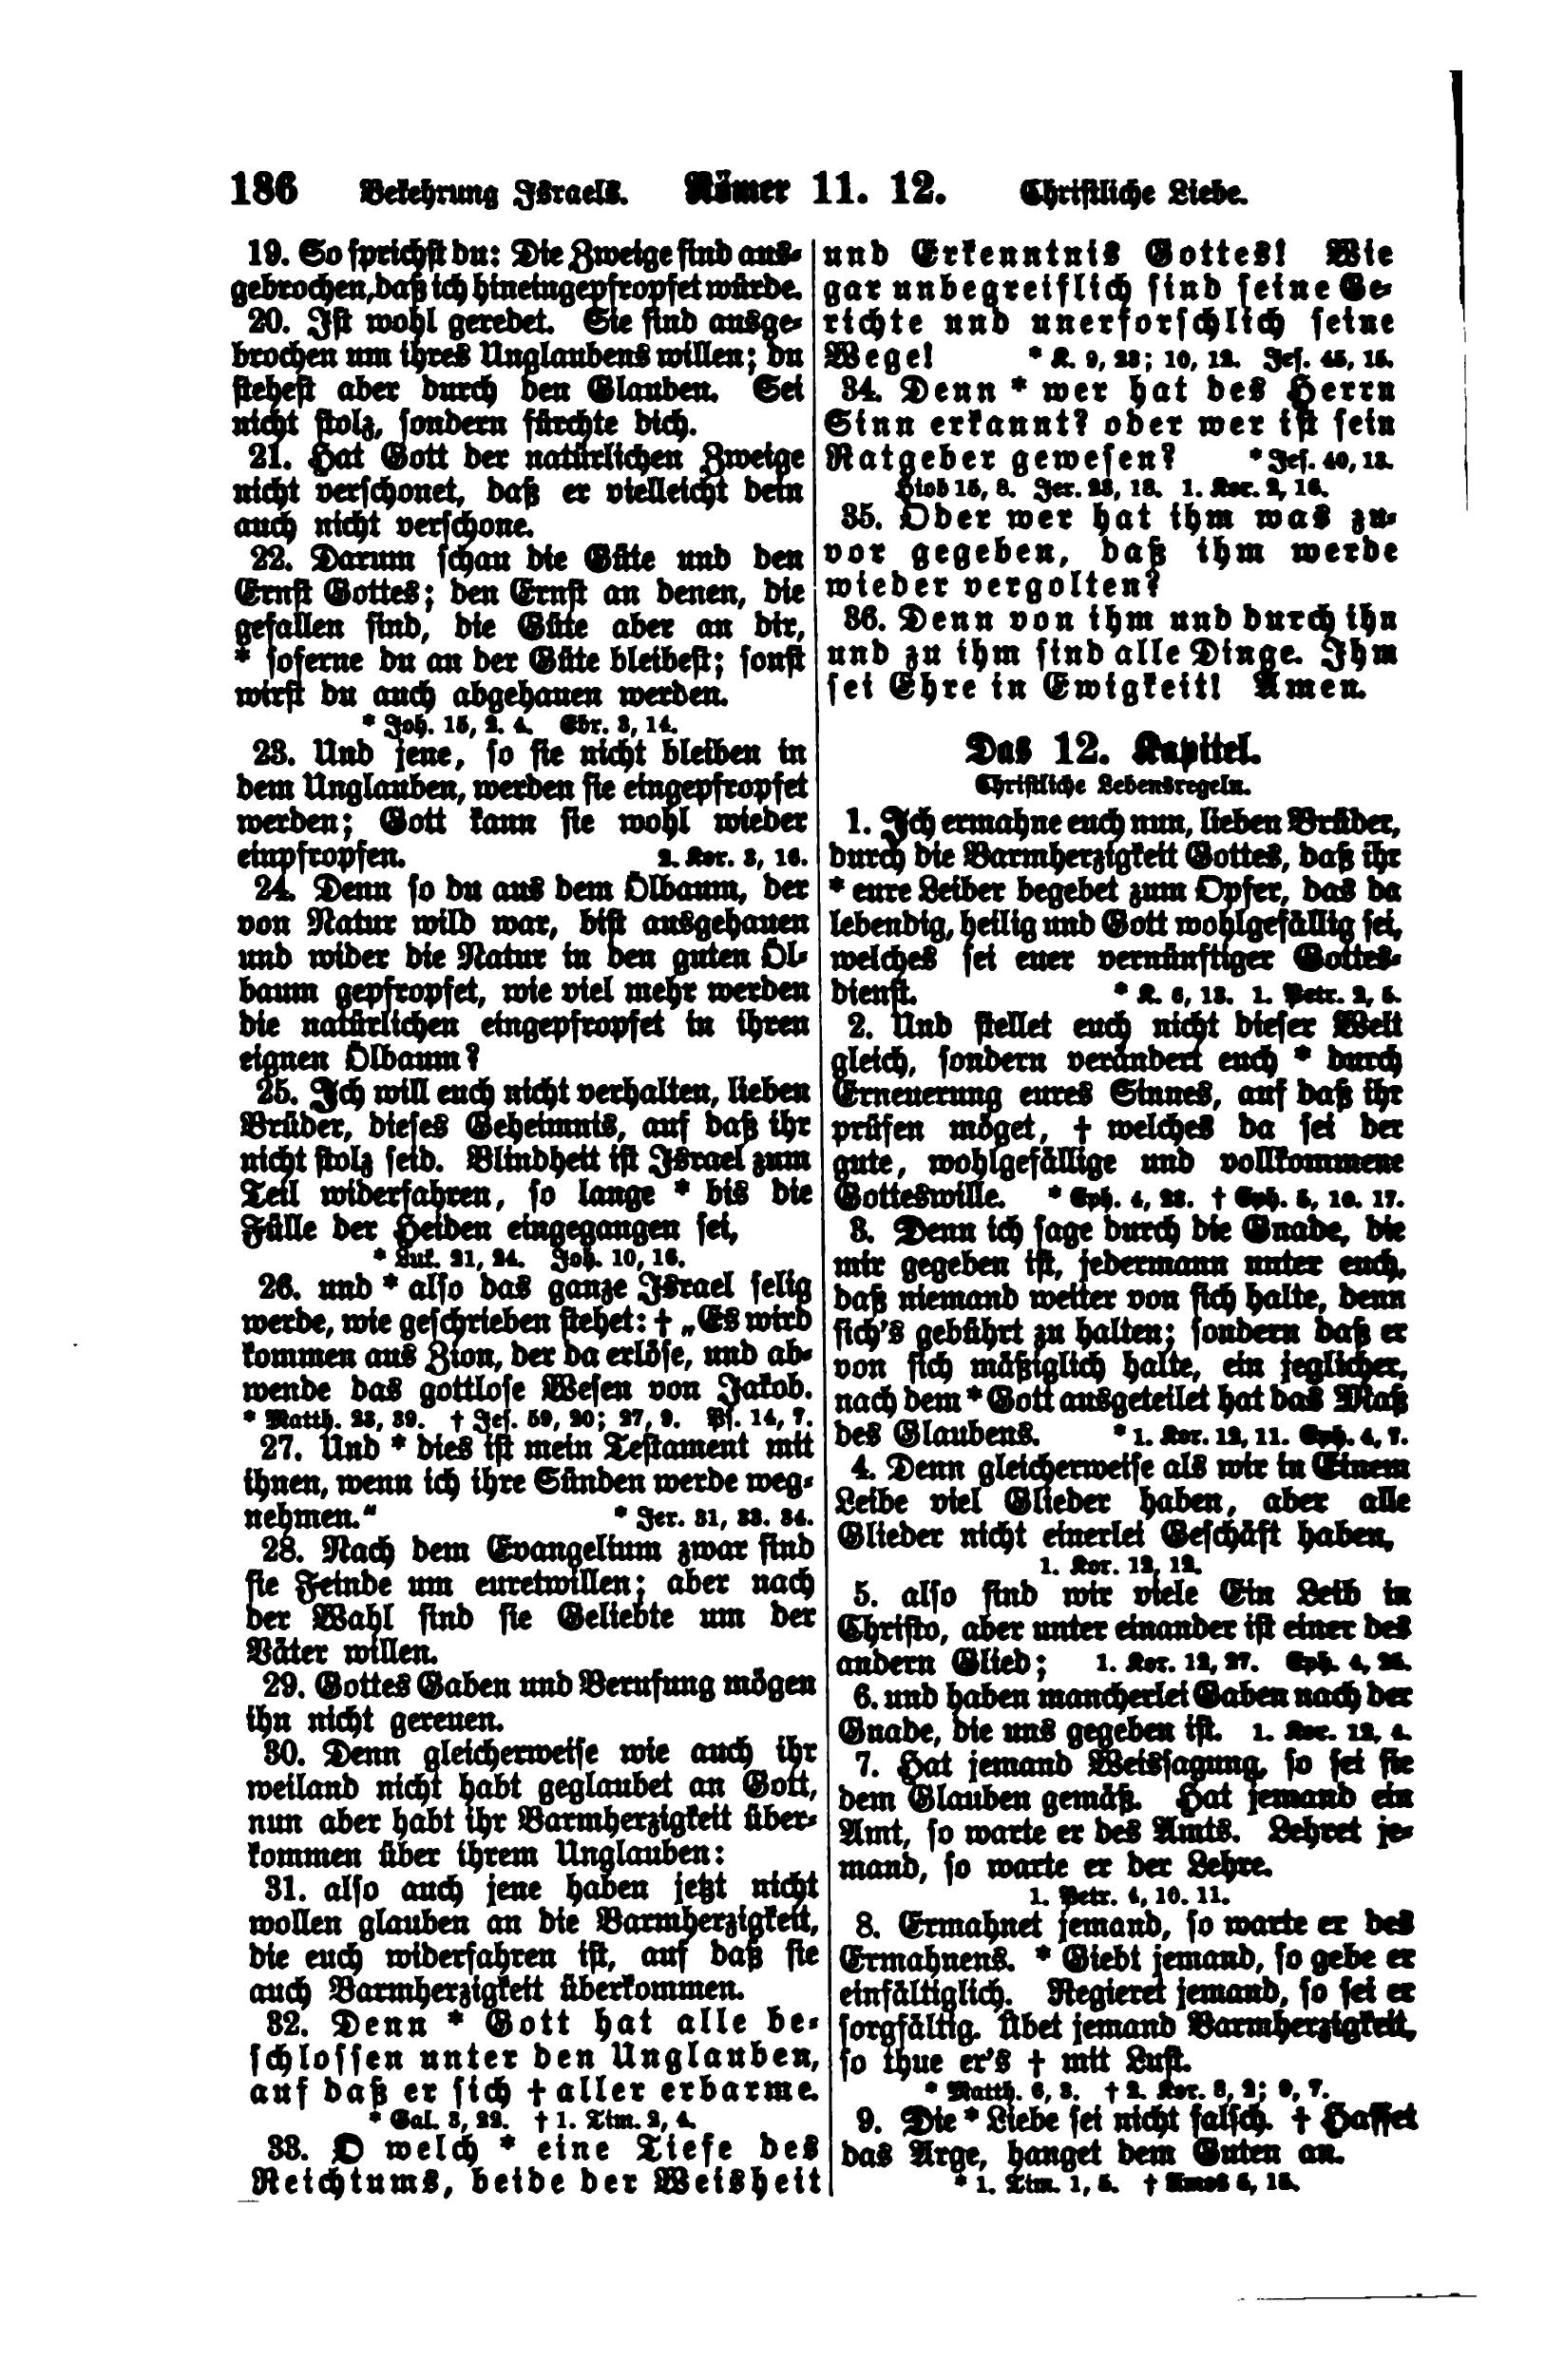 186 Bekehrung Israels. Römer 11. 12. Christliche Liebe.
19. So sprichst du: Die Zweige sind aus-
gebrochen, daß ich hineingepfropfet würde.
20. Ist wohl geredet. Sie sind ausge-
brochen um ihres Unglaubens willen; du
stehest aber durch den Glauben. Sei
nicht stolz, sondern fürchte dich.
21. Hat Gott der natürlichen Zweige
nicht verschonet, daß er vielleicht dein
auch nicht verschone.
22. Darum schau die Güte und den
Ernst Gottes; den Ernst an denen, die
gefallen sind, die Güte aber an dir,
* soferne du an der Güte bleibest; sonst
wirst du auch abgehauen werden.
* Joh. 15, 2. 4. Ebr. 3, 14.
23. Und jene, so sie nicht bleiben in
dem Unglauben, werden sie eingepfropfet
werden; Gott kann sie wohl wieder
einpfropfen. 2. Kor. 3, 16.
24. Denn so du aus dem Ölbaum, der
von Natur wild war, bist ausgehauen
und wider die Natur in den guten Öl-
baum gepfropfet, wie viel mehr werden
die natürlichen eingepfropfet in ihren
eignen Ölbaum?
25. Ich will euch nicht verhalten, lieben
Brüder, dieses Geheimnis, auf daß ihr
nicht stolz seid. Blindheit ist Israel zum
Teil widerfahren, so lange * bis die
Fülle der Heiden eingegangen sei,
* Luk. 21, 24. Joh. 10, 16.
26. und * also das ganze Israel selig
werde, wie geschrieben stehet: † „Es wird
kommen aus Zion, der da erlöse, und ab-
wende das gottlose Wesen von Jakob.
* Matth. 23, 39. † Jes. 59, 20; 27, 9. Ps. 14, 7.
27. Und * dies ist mein Testament mit
ihnen, wenn ich ihre Sünden werde weg-
nehmen.“ * Jer. 31, 33. 34.
28. Nach dem Evangelium zwar sind
sie Feinde um euretwillen; aber nach
der Wahl sind sie Geliebte um der
Väter willen.
29. Gottes Gaben und Berufung mögen
ihn nicht gereuen.
30. Denn gleicherweise wie auch ihr
weiland nicht habt geglaubet an Gott,
nun aber habt ihr Barmherzigkeit über-
kommen über ihrem Unglauben:
31. also auch jene haben jetzt nicht
wollen glauben an die Barmherzigkeit,
die euch widerfahren ist, auf daß sie
auch Barmherzigkeit überkommen.
32. Denn * Gott hat alle be-
schlossen unter den Unglauben,
auf daß er sich † aller erbarme.
* Gal. 3, 22. † 1. Tim. 2, 4.
33. O welch * eine Tiefe des
Reichtums, beide der Weisheit
und Erkenntnis Gottes! Wie
gar unbegreiflich sind seine Ge-
richte und unerforschlich seine
Wege! * K. 9, 23; 10, 12. Jes. 45, 15.
34. Denn * wer hat des Herrn
Sinn erkannt? oder wer ist sein
Ratgeber gewesen? * Jes. 40, 13.
Hiob 15, 8. Jer. 23, 18. 1. Kor. 2, 16.
35. Oder wer hat ihm was zu-
vor gegeben, daß ihm werde
wieder vergolten?
36. Denn von ihm und durch ihn
und zu ihm sind alle Dinge. Ihm
sei Ehre in Ewigkeit! Amen.
Das 12. Kapitel.
Christliche Lebensregeln.
1. Ich ermahne euch nun, lieben Brüder,
durch die Barmherzigkeit Gottes, daß ihr
* eure Leiber begebet zum Opfer, das da
lebendig, heilig und Gott wohlgefällig sei,
welches sei euer vernünftiger Gottes-
dienst. * K. 6, 13. 1. Petr. 2, 5.
2. Und stellet euch nicht dieser Welt
gleich, sondern verändert euch * durch
Erneuerung eures Sinnes, auf daß ihr
prüfen möget, † welches da sei der
gute, wohlgefällige und vollkommene
Gotteswille. * Eph. 4, 23. † Eph. 5, 10. 17.
3. Denn ich sage durch die Gnade, die
mir gegeben ist, jedermann unter euch,
daß niemand weiter von sich halte, denn
sich's gebührt zu halten; sondern daß er
von sich mäßiglich halte, ein jeglicher,
nach dem * Gott ausgeteilet hat das Maß
des Glaubens. * 1. Kor. 12, 11. Eph. 4, 7.
4. Denn gleicherweise als wir in Einem
Leibe viel Glieder haben, aber alle
Glieder nicht einerlei Geschäft haben,
1. Kor. 12, 12.
5. also sind wir viele Ein Leib in
Christo, aber unter einander ist einer des
andern Glied; 1. Kor. 12, 27. Eph. 4, 25.
6. und haben mancherlei Gaben nach der
Gnade, die uns gegeben ist. 1. Kor. 12, 4.
7. Hat jemand Weissagung, so sei sie
dem Glauben gemäß. Hat jemand ein
Amt, so warte er des Amts. Lehret je-
mand, so warte er der Lehre.
1. Petr. 4, 10. 11.
8. Ermahnet jemand, so warte er des
Ermahnens. * Giebt jemand, so gebe er
einfältiglich. Regieret jemand, so sei er
sorgfältig. Übet jemand Barmherzigkeit,
so thue er's † mit Lust.
* Matth. 6, 3. † 2. Kor. 8, 2; 9, 7.
9. Die * Liebe sei nicht falsch. † Hasset
das Arge, hanget dem Guten an.
* 1. Tim. 1, 5. † Amos 5, 15.